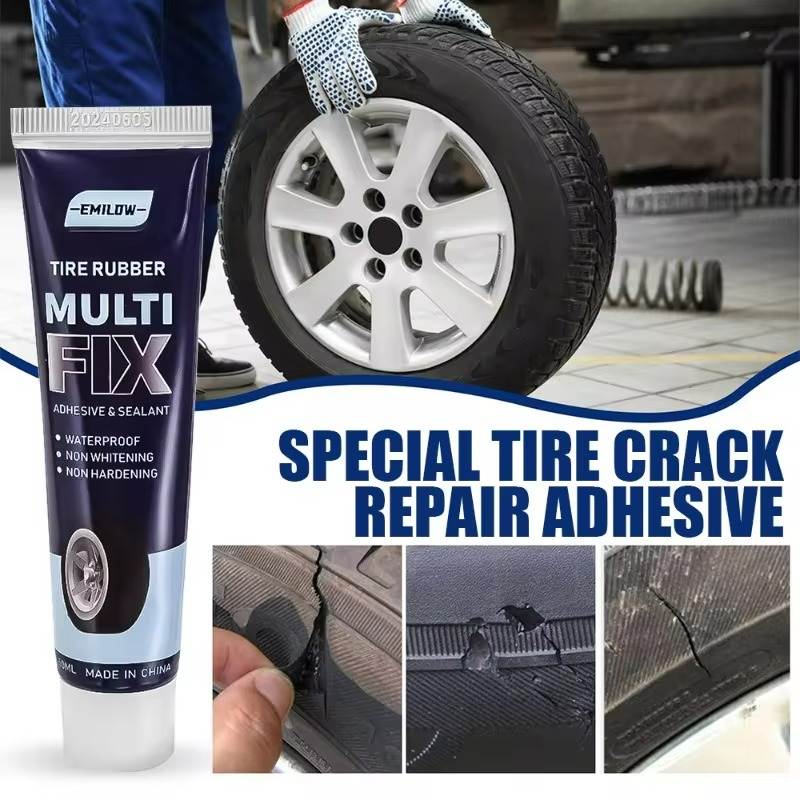 20240605
-EMILOW-
TIRE RUBBER
MULTI
FIX
ADHESIVE & SEALANT
• WATERPROOF
• NON WHITENING
• NON HARDENING
MADE IN CHINA
SPECIAL TIRE CRACK
REPAIR ADHESIVE